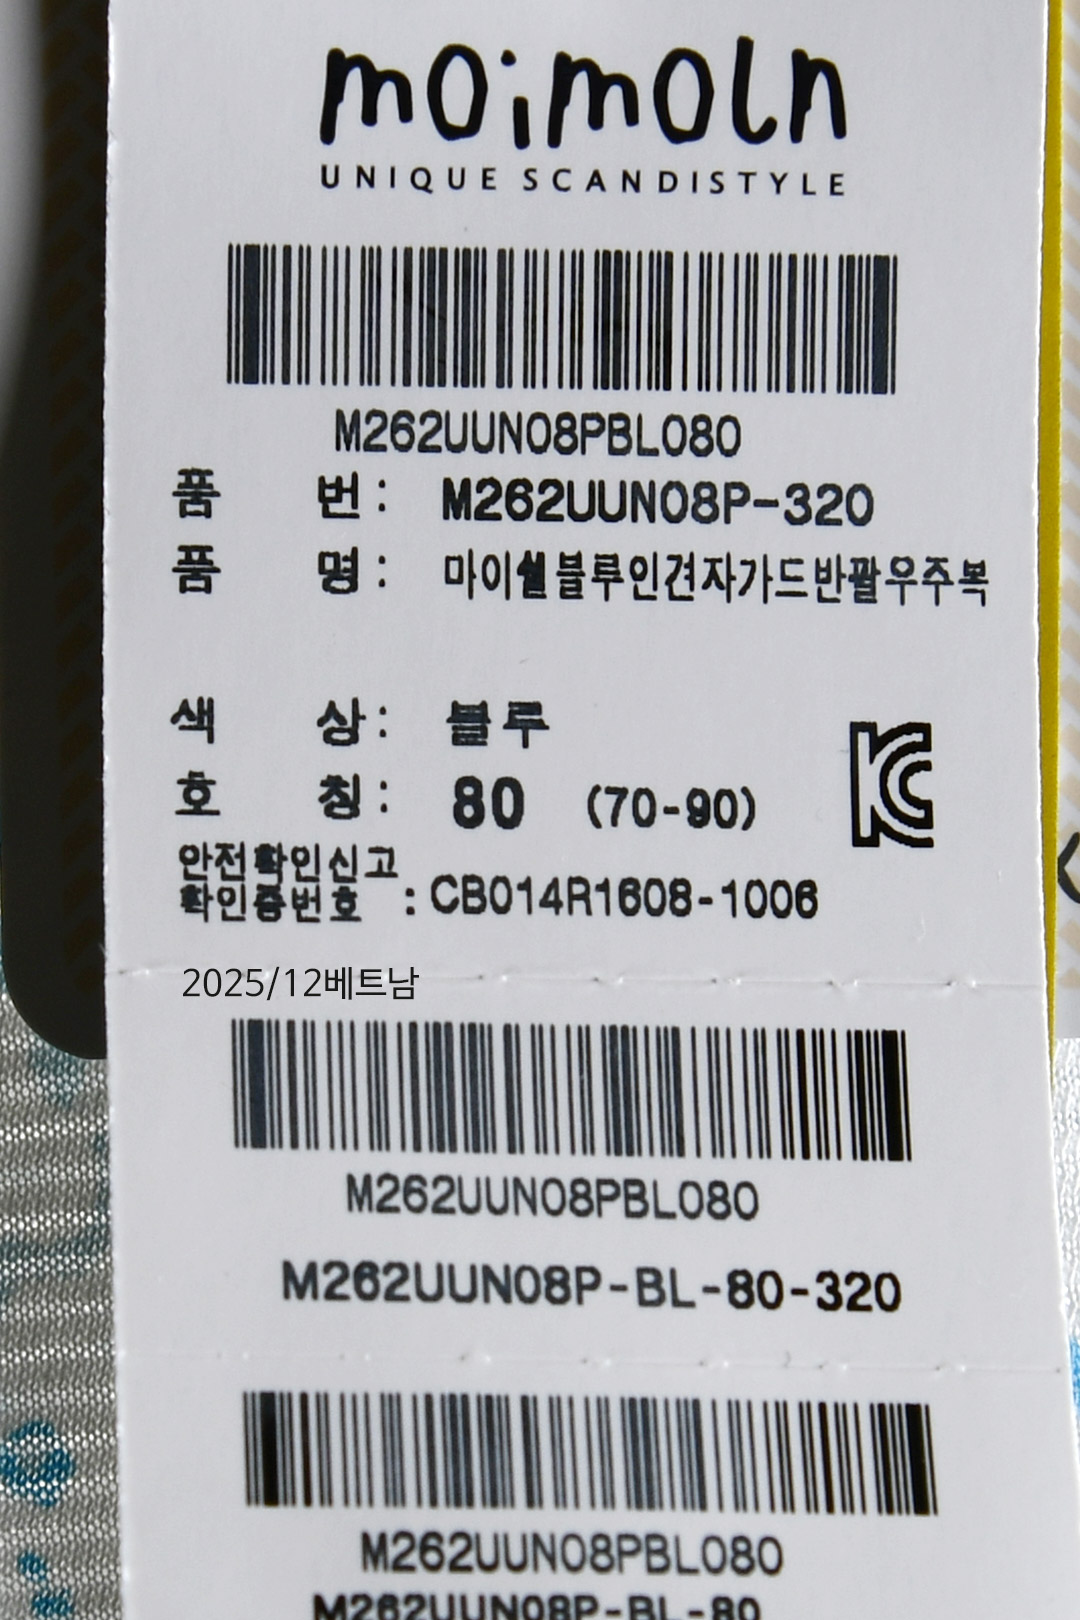 moimoln
UNIQUE SCANDISTYLE
M262UUN08PBL080
품 번 : M262UUN08P-320
품 명 : 마이쉘블루인견자가드반팔우주복
색 상 : 블루
호 칭 : 80 (70-90)
안전확인신고
확인증번호 : CB014R1608-1006
2025/12베트남
M262UUN08PBL080
M262UUN08P-BL-80-320
M262UUN08PBL080
M262UUN08P-BL-80